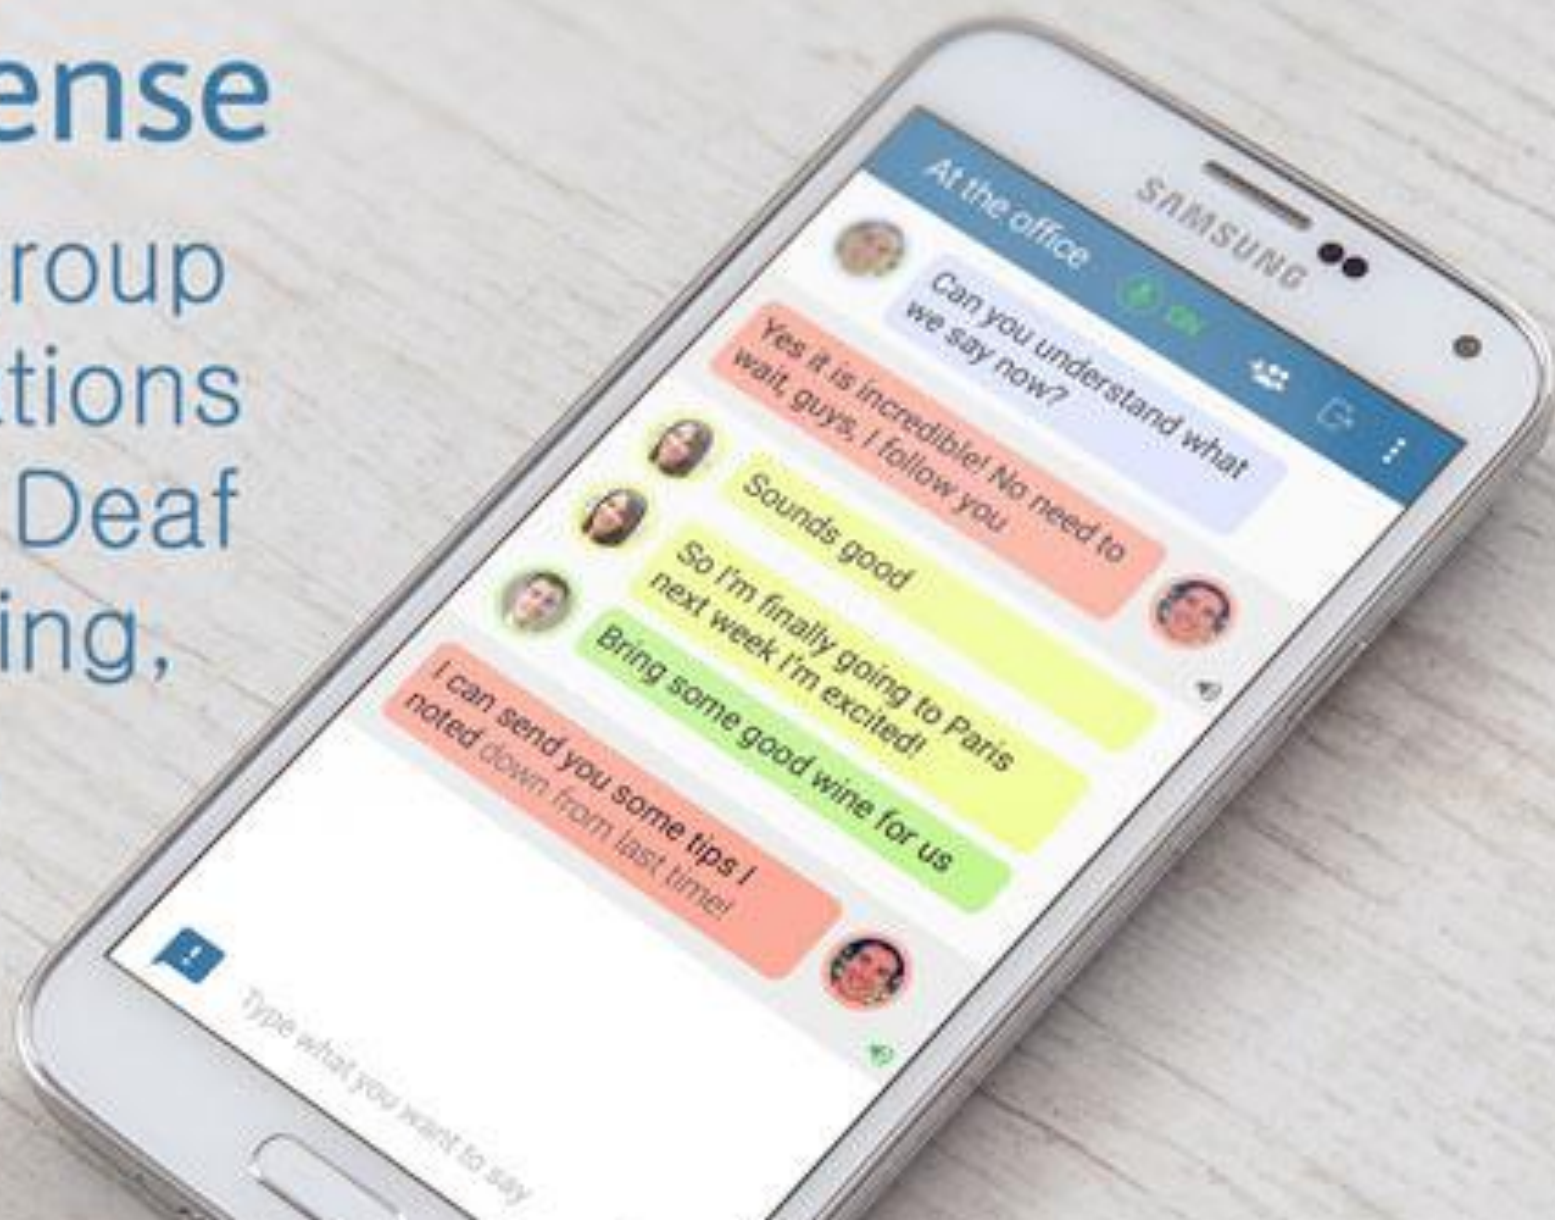 ense
roup
tions
Deaf
ing,
SAMSUNG
At the office
ON
Can you understand what
we say now?
Yes it is incredible! No need to
wait, guys, I follow you
Sounds good
So I'm finally going to Paris
next week I'm excited!
Bring some good wine for us
I can send you some tips I
noted down from last time!
Type what you want to say